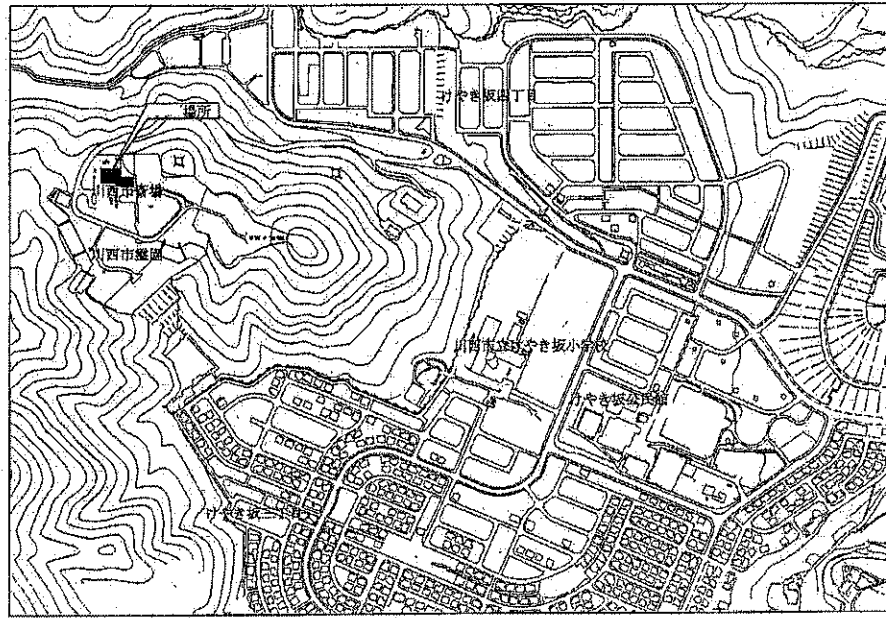 けやき坂四丁目
場所
川西市斎場
川西市霊園
川西市立けやき坂小学校
けやき坂公民館
けやき坂三丁目